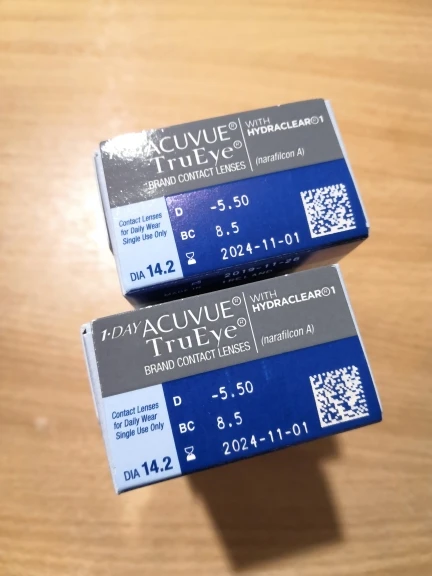 ACUVUE® WITH
TruEye® HYDRACLEAR®1
BRAND CONTACT LENSES (narafilcon A)
Contact Lenses
for Daily Wear
Single Use Only
DIA 14.2
D -5.50
BC 8.5
2024-11-01
1·DAY ACUVUE® WITH
TruEye® HYDRACLEAR®1
BRAND CONTACT LENSES (narafilcon A)
Contact Lenses
for Daily Wear
Single Use Only
DIA 14.2
D -5.50
BC 8.5
2024-11-01